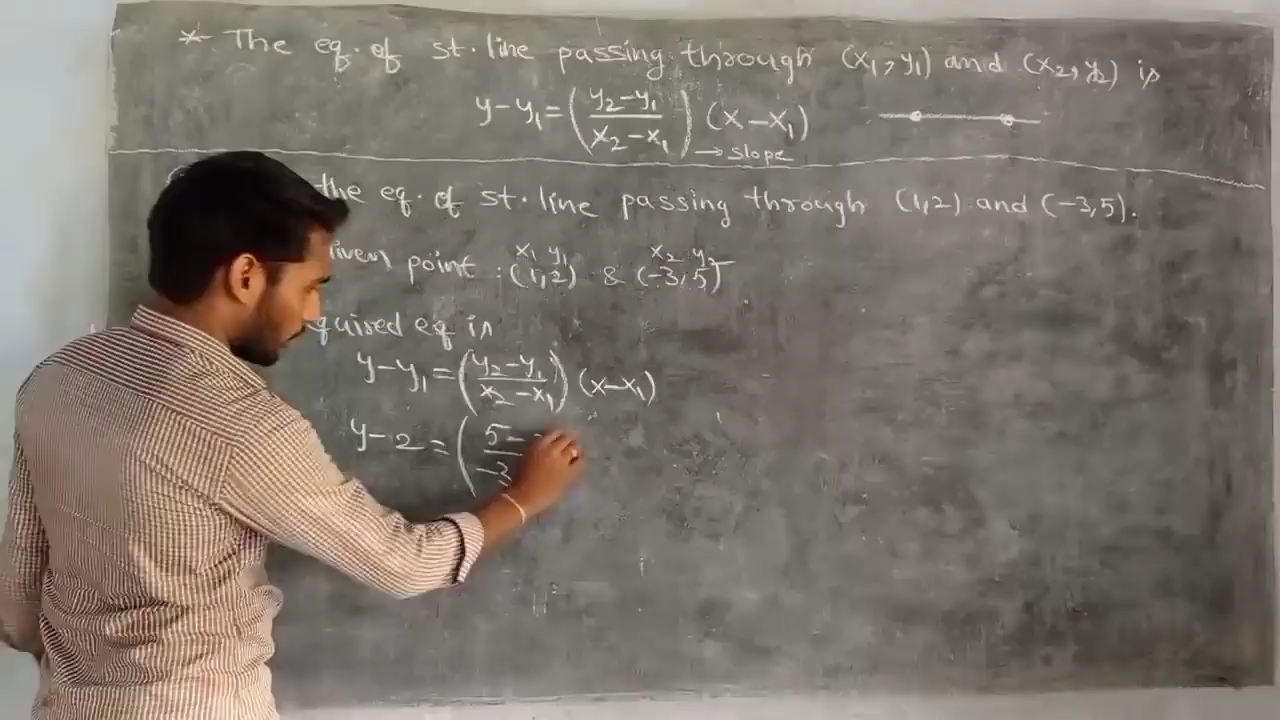 * The eq. of st. line passing through (x₁, y₁) and (x₂, y₂) is
y-y₁=(y₂-y₁/x₂-x₁) (x-x₁)
→ slope
the eq. of st. line passing through (1,2) and (-3,5).
iven point : (1,2) & (-3,5)
x₁ y₁ x₂ y₂
quired eq is
y-y₁=(y₂-y₁/x₂-x₁) (x-x₁)
y-2=(5-/-3